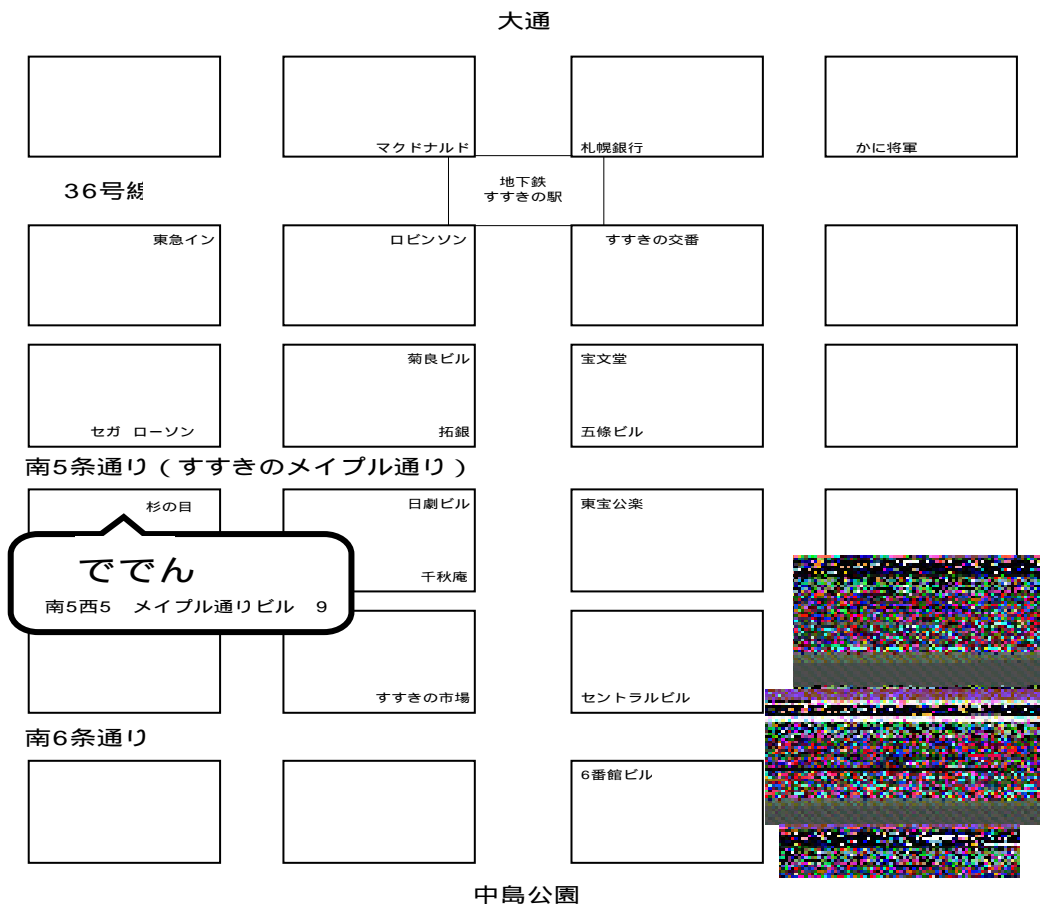 大通
マクドナルド
札幌銀行
かに将軍
36号線
地下鉄
すすきの駅
東急イン
ロビンソン
すすきの交番
菊良ビル
宝文堂
セガ ローソン
拓銀
五條ビル
南5条通り(すすきのメイプル通り)
杉の目
日劇ビル
東宝公楽
ででん
千秋庵
南5西5 メイプル通りビル 9
すすきの市場
セントラルビル
南6条通り
6番館ビル
中島公園